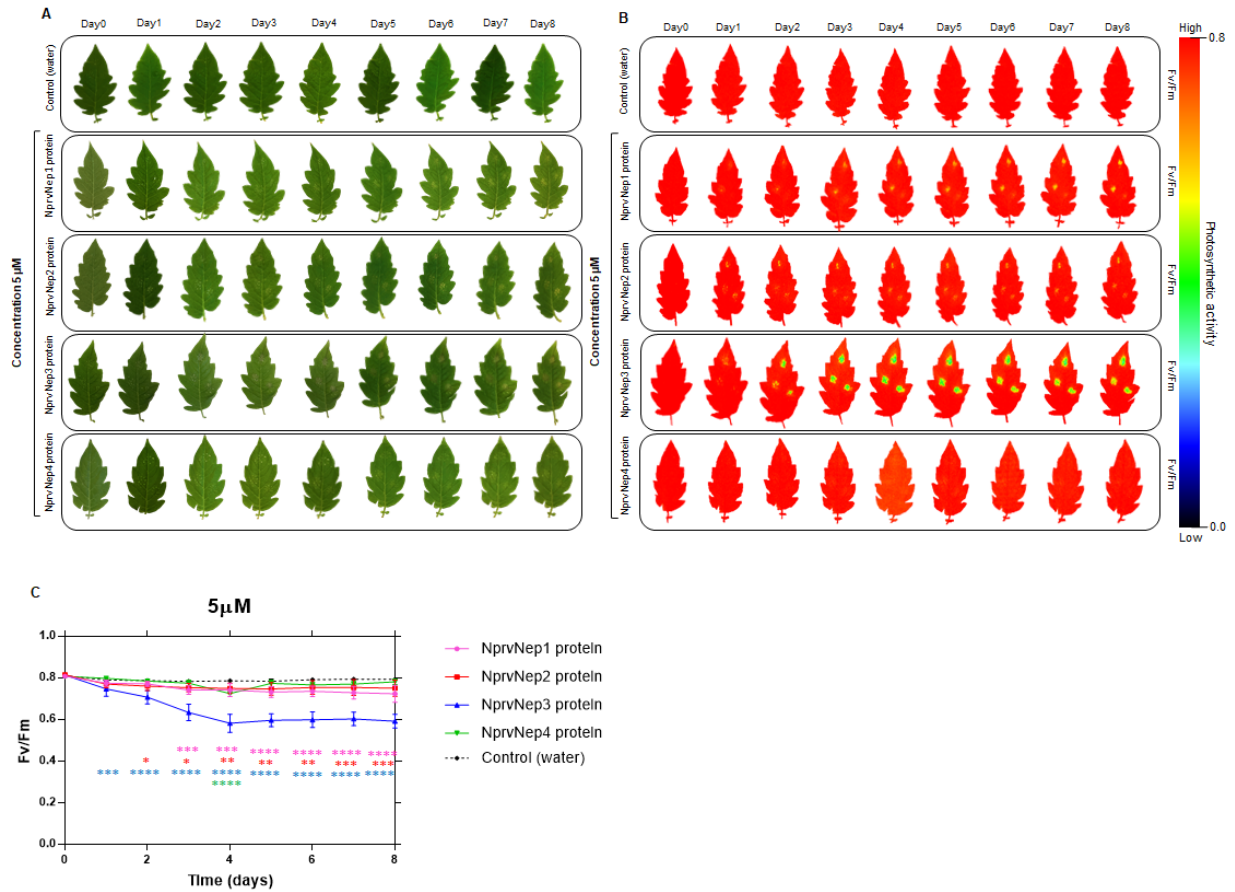 A
Day0 Day1 Day2 Day3 Day4 Day5 Day6 Day7 Day8
Control (water)
NprvNep1 protein
NprvNep2 protein
NprvNep3 protein
NprvNep4 protein
Concentration 5 µM
B
Day0 Day1 Day2 Day3 Day4 Day5 Day6 Day7 Day8
Control (water)
NprvNep1 protein
NprvNep2 protein
NprvNep3 protein
NprvNep4 protein
Concentration 5 µM
Fv/Fm
Fv/Fm
Fv/Fm
Fv/Fm
Fv/Fm
High
0.8
Photosynthetic activity
0.0
Low
C
5µM
1.0
0.8
0.6
0.4
0.2
0.0
Fv/Fm
*** *** **** **** **** ****
* * ** ** ** *** ***
*** **** **** **** **** **** **** ****
****
0 2 4 6 8
Time (days)
NprvNep1 protein
NprvNep2 protein
NprvNep3 protein
NprvNep4 protein
Control (water)